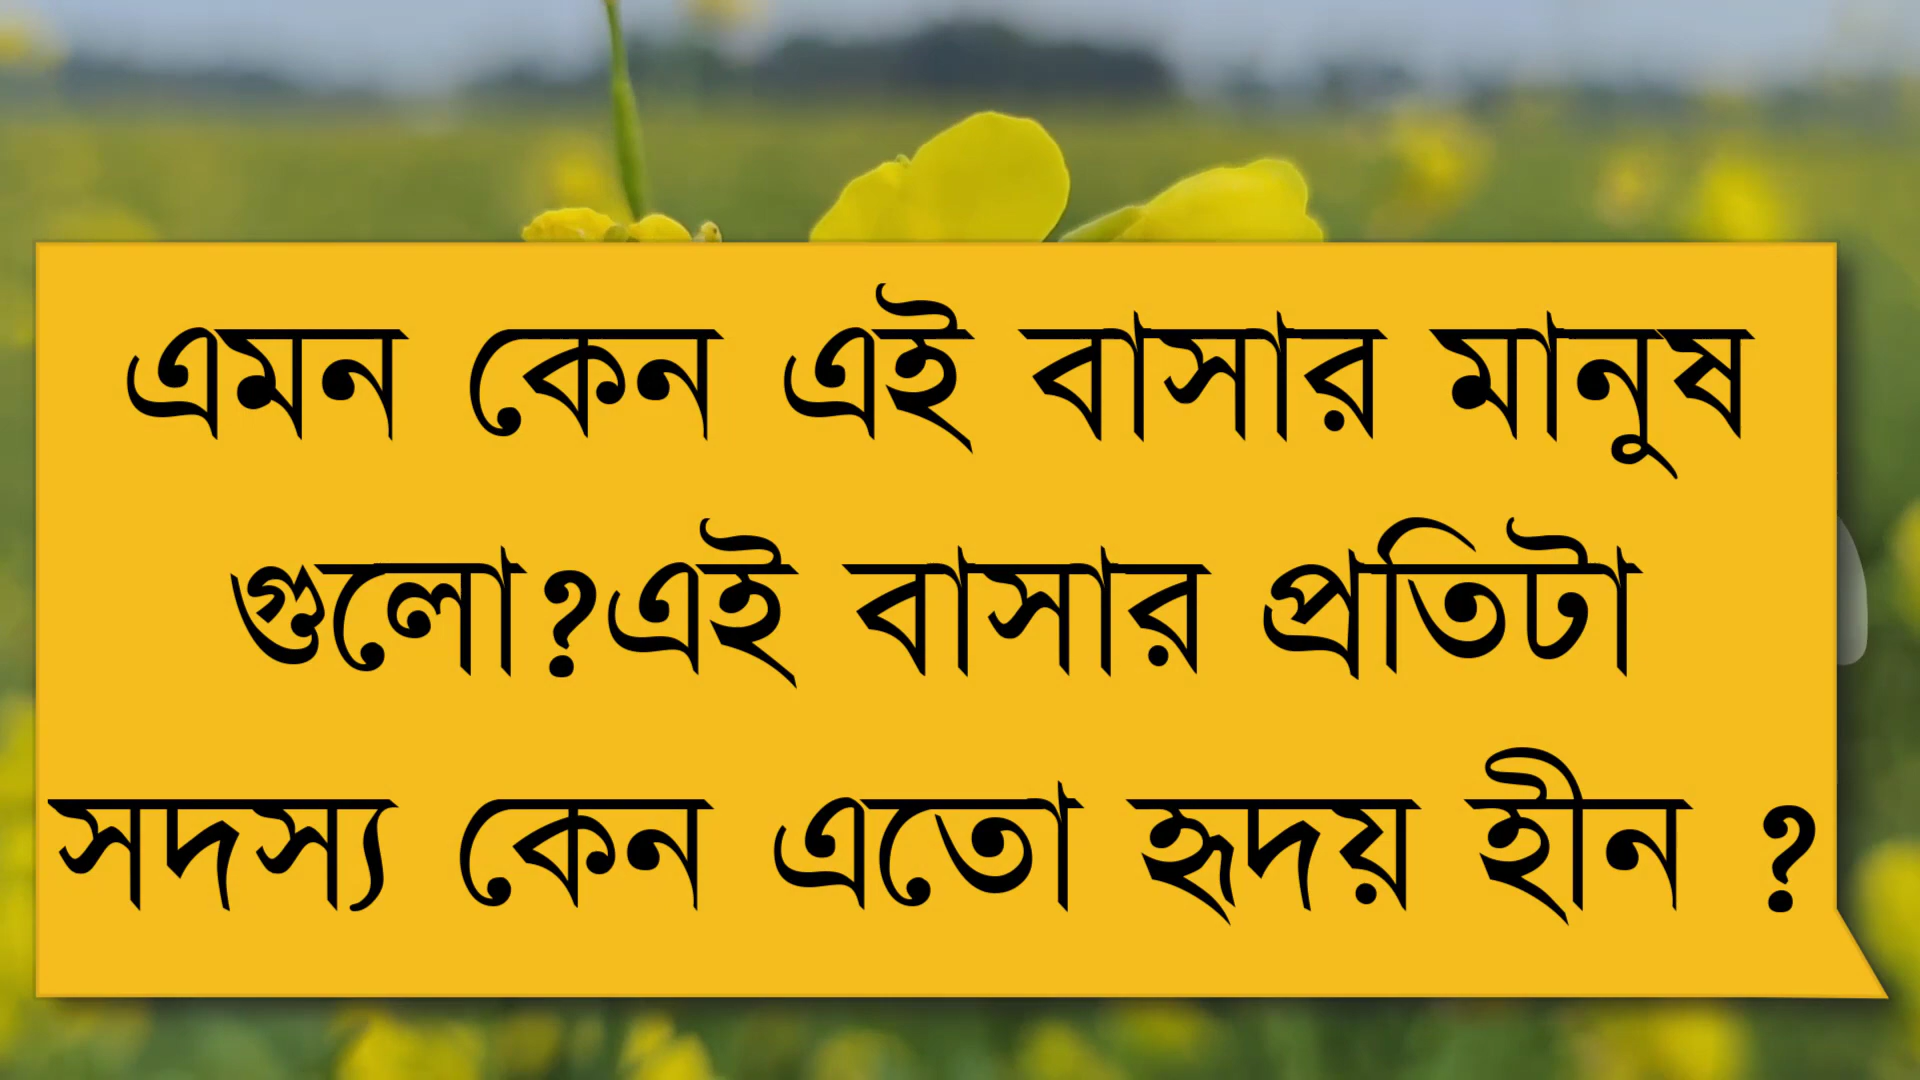 এমন কেন এই বাসার মানুষ
গুলো?এই বাসার প্রতিটা
সদস্য কেন এতো হৃদয় হীন ?